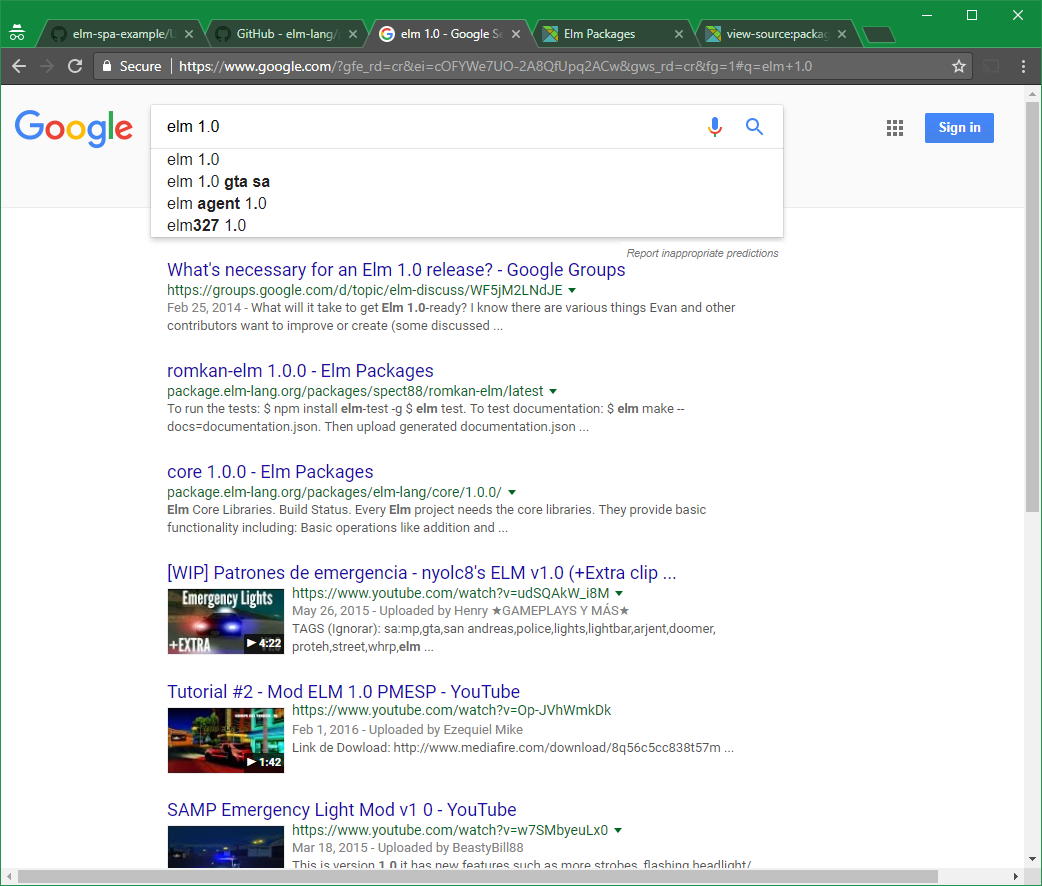 elm-spa-example/
GitHub - elm-lang/
elm 1.0 - Google Se
Elm Packages
view-source:packag
Secure
https://www.google.com/?gfe_rd=cr&ei=cOFYWe7UO-2A8QfUpq2ACw&gws_rd=cr&fg=1#q=elm+1.0
Google
elm 1.0
Sign in
elm 1.0
elm 1.0 gta sa
elm agent 1.0
elm327 1.0
Report inappropriate predictions
What's necessary for an Elm 1.0 release? - Google Groups
https://groups.google.com/d/topic/elm-discuss/WF5jM2LNdJE
Feb 25, 2014 - What will it take to get Elm 1.0-ready? I know there are various things Evan and other
contributors want to improve or create (some discussed ...
romkan-elm 1.0.0 - Elm Packages
package.elm-lang.org/packages/spect88/romkan-elm/latest
To run the tests: $ npm install elm-test -g $ elm test. To test documentation: $ elm make --
docs=documentation.json. Then upload generated documentation.json ...
core 1.0.0 - Elm Packages
package.elm-lang.org/packages/elm-lang/core/1.0.0/
Elm Core Libraries. Build Status. Every Elm project needs the core libraries. They provide basic
functionality including: Basic operations like addition and ...
[WIP] Patrones de emergencia - nyolc8's ELM v1.0 (+Extra clip ...
Emergency Lights
+EXTRA
4:22
https://www.youtube.com/watch?v=udSQAkW_i8M
May 26, 2015 - Uploaded by Henry ★GAMEPLAYS Y MÁS★
TAGS (Ignorar): sa:mp,gta,san andreas,police,lights,lightbar,arjent,doomer,
proteh,street,whrp,elm ...
Tutorial #2 - Mod ELM 1.0 PMESP - YouTube
1:42
https://www.youtube.com/watch?v=Op-JVhWmkDk
Feb 1, 2016 - Uploaded by Ezequiel Mike
Link de Dowload: http://www.mediafire.com/download/8q56c5cc838t57m ...
SAMP Emergency Light Mod v1 0 - YouTube
https://www.youtube.com/watch?v=w7SMbyeuLx0
Mar 18, 2015 - Uploaded by BeastyBill88
This is version 1.0 it has new features such as more strobes, flashing headlight/